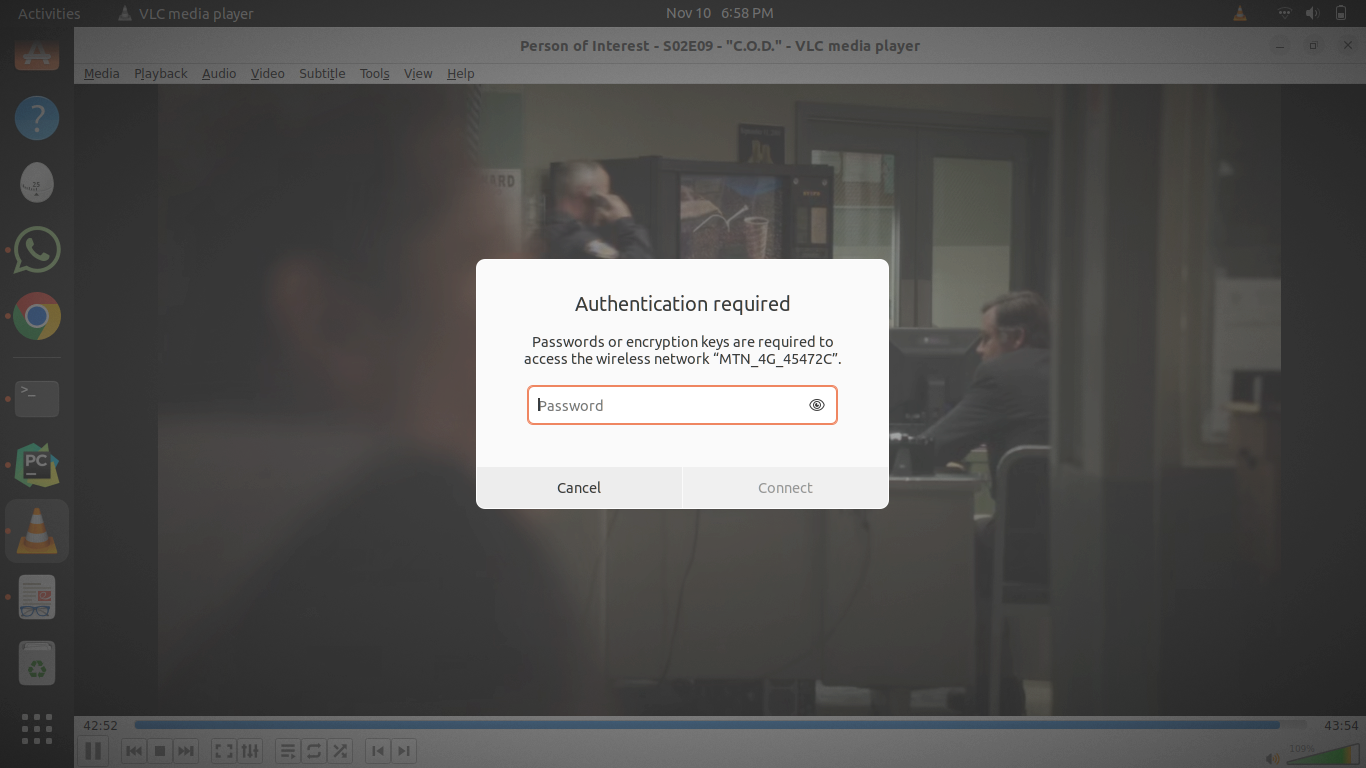 Activities
VLC media player
Nov 10 6:58 PM
Person of Interest - S02E09 - "C.O.D." - VLC media player
Media Playback Audio Video Subtitle Tools View Help
Authentication required
Passwords or encryption keys are required to
access the wireless network “MTN_4G_45472C”.
Password
Cancel
Connect
>_
PC
42:52
43:54
109%